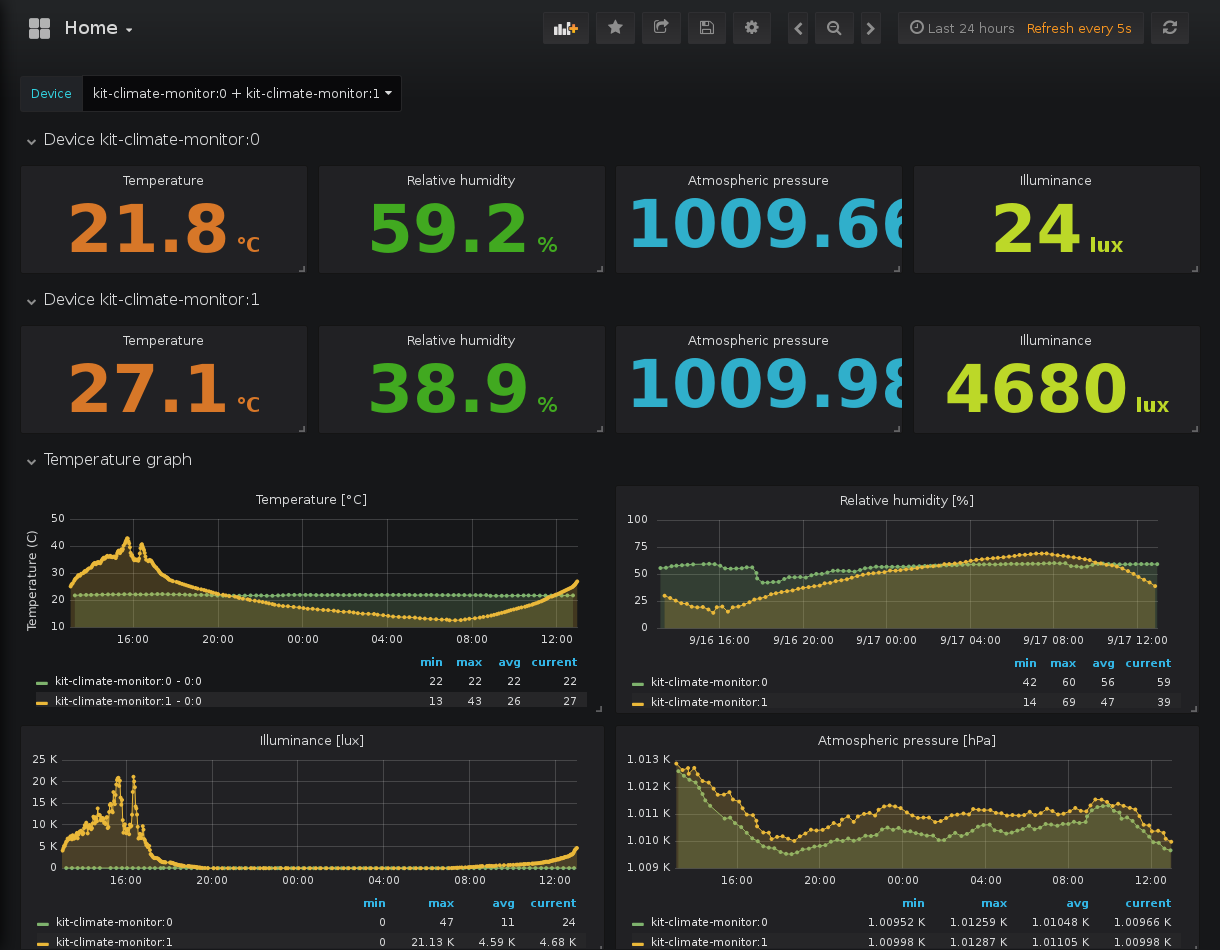 Home
Last 24 hours Refresh every 5s
Device kit-climate-monitor:0 + kit-climate-monitor:1
Device kit-climate-monitor:0
Temperature Relative humidity Atmospheric pressure Illuminance
21.8 °C 59.2 % 1009.66 24 lux
Device kit-climate-monitor:1
Temperature Relative humidity Atmospheric pressure Illuminance
27.1 °C 38.9 % 1009.98 4680 lux
Temperature graph
Temperature [°C]
Temperature (C)
50
40
30
20
10
16:00 20:00 00:00 04:00 08:00 12:00
min max avg current
kit-climate-monitor:0 - 0:0 22 22 22 22
kit-climate-monitor:1 - 0:0 13 43 26 27
Relative humidity [%]
100
75
50
25
0
9/16 16:00 9/16 20:00 9/17 00:00 9/17 04:00 9/17 08:00 9/17 12:00
min max avg current
kit-climate-monitor:0 42 60 56 59
kit-climate-monitor:1 14 69 47 39
Illuminance [lux]
25 K
20 K
15 K
10 K
5 K
0
16:00 20:00 00:00 04:00 08:00 12:00
min max avg current
kit-climate-monitor:0 0 47 11 24
kit-climate-monitor:1 0 21.13 K 4.59 K 4.68 K
Atmospheric pressure [hPa]
1.013 K
1.012 K
1.011 K
1.010 K
1.009 K
16:00 20:00 00:00 04:00 08:00 12:00
min max avg current
kit-climate-monitor:0 1.00952 K 1.01259 K 1.01048 K 1.00966 K
kit-climate-monitor:1 1.00998 K 1.01287 K 1.01105 K 1.00998 K